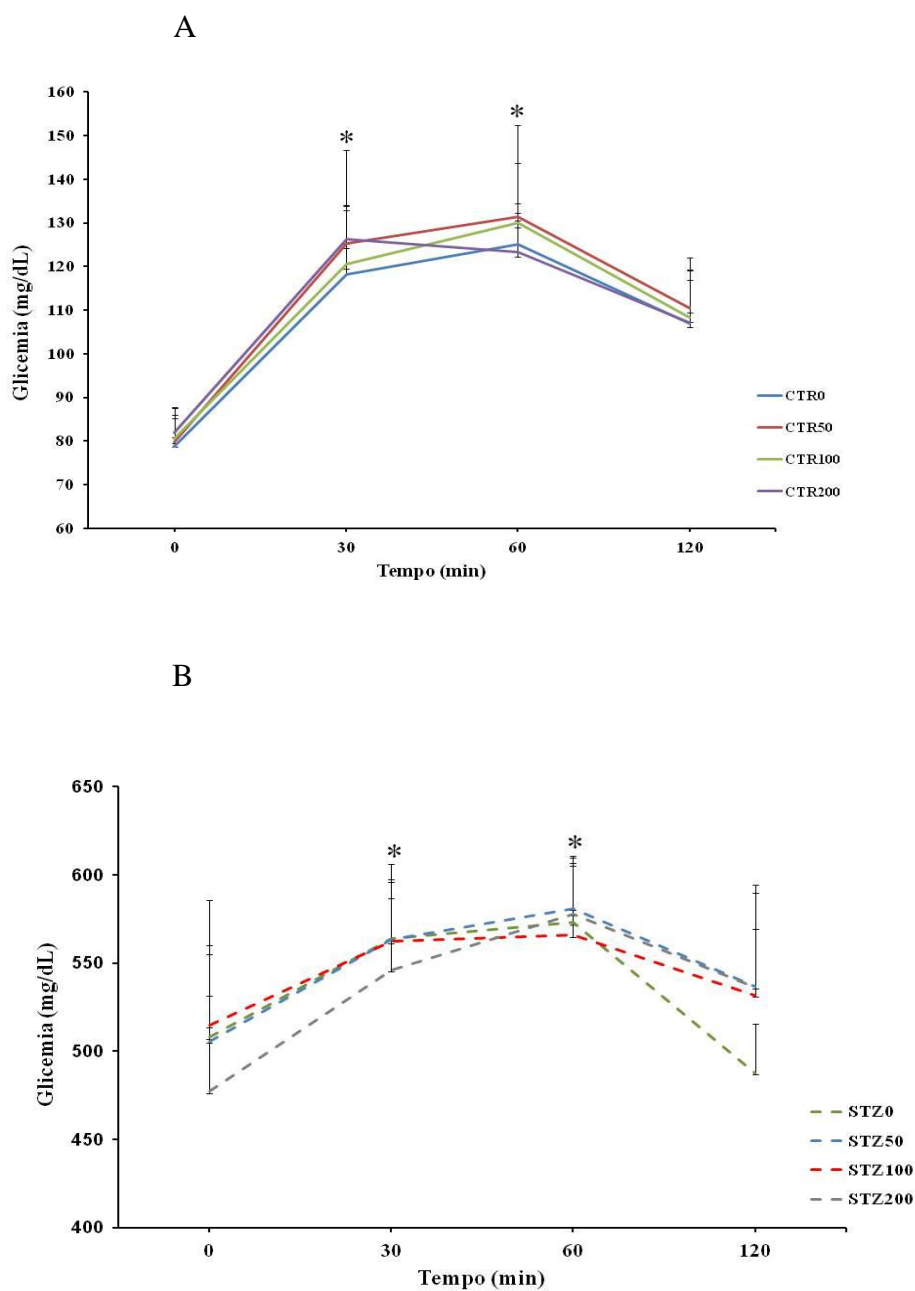 A
Glicemia (mg/dL)
160
150
140
130
120
110
100
90
80
70
60
*
*
CTR0
CTR50
CTR100
CTR200
0
30
60
120
Tempo (min)
B
Glicemia (mg/dL)
650
600
550
500
450
400
*
*
STZ0
STZ50
STZ100
STZ200
0
30
60
120
Tempo (min)